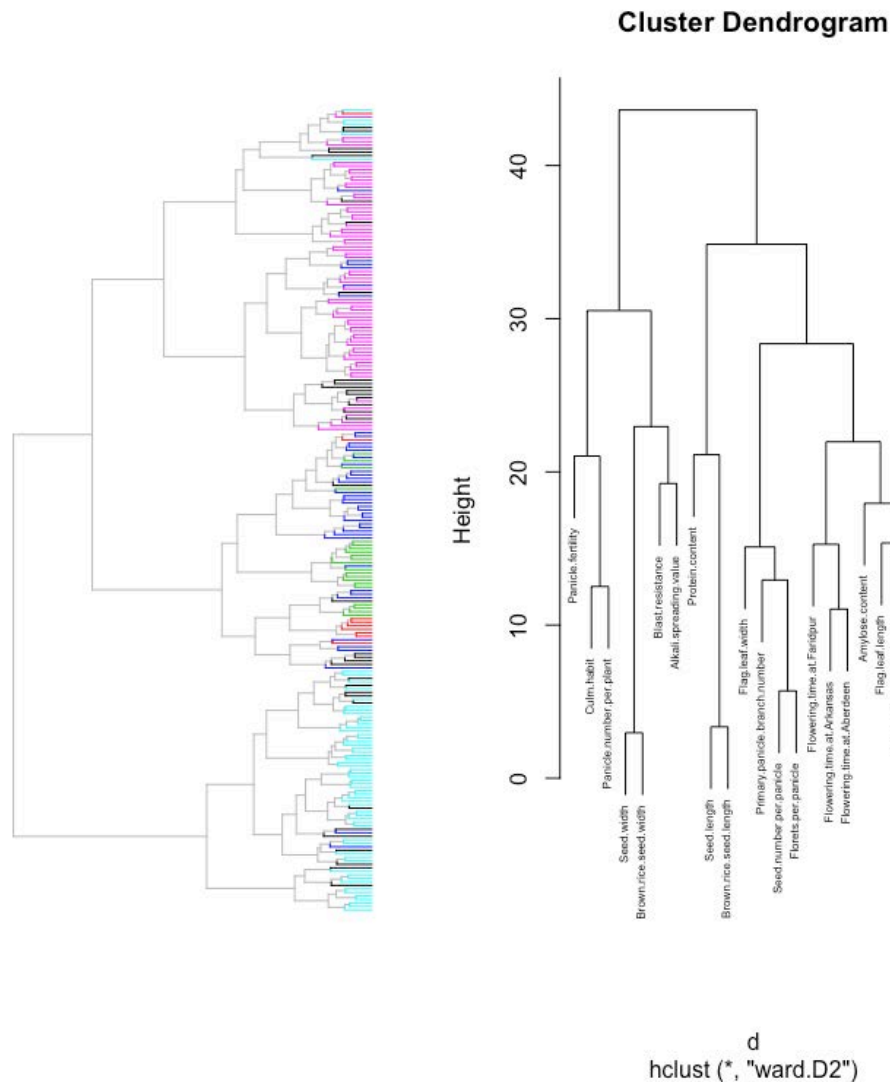 Cluster Dendrogram
Height
40
30
20
10
0
Panicle.fertility
Culm.habit
Panicle.number.per.plant
Seed.width
Brown.rice.seed.width
Blast.resistance
Alkali.spreading.value
Protein.content
Seed.length
Brown.rice.seed.length
Flag.leaf.width
Primary.panicle.branch.number
Seed.number.per.panicle
Florets.per.panicle
Flowering.time.at.Faridpur
Flowering.time.at.Arkansas
Flowering.time.at.Aberdeen
Amylose.content
Flag.leaf.length
d
hclust (*, "ward.D2")